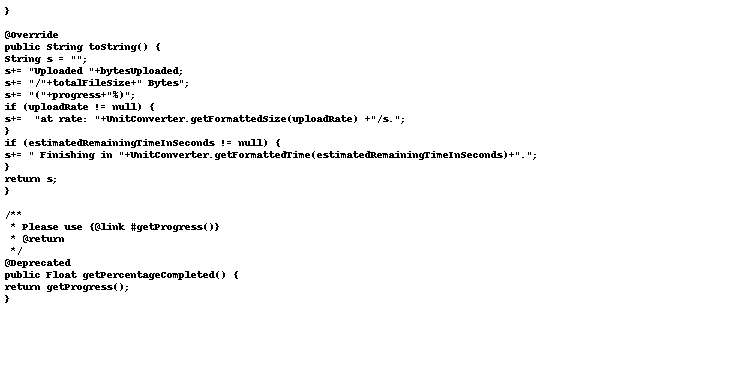 }
@Override
public String toString() {
String s = "";
s+= "Uploaded "+bytesUploaded;
s+= "/"+totalFileSize+" Bytes";
s+= "("+progress+"%)";
if (uploadRate != null) {
s+=  "at rate: "+UnitConverter.getFormattedSize(uploadRate) +"/s.";
}
if (estimatedRemainingTimeInSeconds != null) {
s+= " Finishing in "+UnitConverter.getFormattedTime(estimatedRemainingTimeInSeconds)+".";
}
return s;
}
/**
 * Please use {@link #getProgress()}
 * @return
 */
@Deprecated
public Float getPercentageCompleted() {
return getProgress();
}